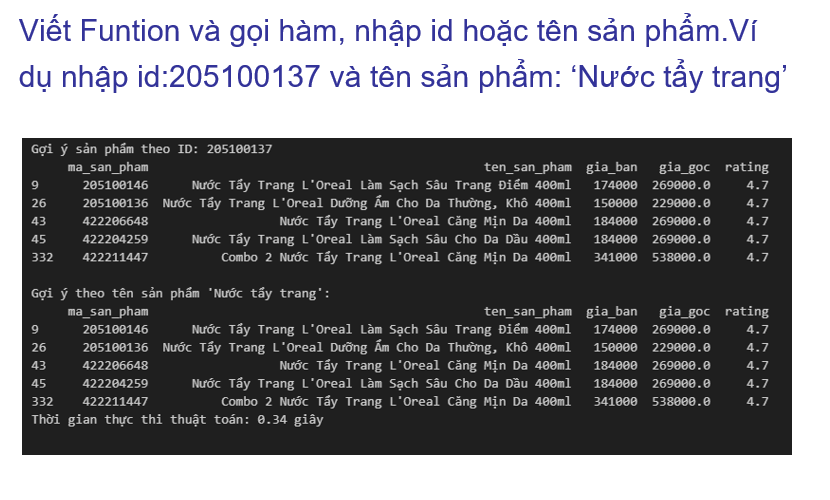 Viết Funtion và gọi hàm, nhập id hoặc tên sản phẩm.Ví
dụ nhập id:205100137 và tên sản phẩm: ‘Nước tẩy trang’
Gợi ý sản phẩm theo ID: 205100137
ma_san_pham ten_san_pham gia_ban gia_goc rating
9 205100146 Nước Tẩy Trang L'Oreal Làm Sạch Sâu Trang Điểm 400ml 174000 269000.0 4.7
26 205100136 Nước Tẩy Trang L'Oreal Dưỡng Ẩm Cho Da Thường, Khô 400ml 150000 229000.0 4.7
43 422206648 Nước Tẩy Trang L'Oreal Căng Mịn Da 400ml 184000 269000.0 4.7
45 422204259 Nước Tẩy Trang L'Oreal Làm Sạch Sâu Cho Da Dầu 400ml 184000 269000.0 4.7
332 422211447 Combo 2 Nước Tẩy Trang L'Oreal Căng Mịn Da 400ml 341000 538000.0 4.7
Gợi ý theo tên sản phẩm 'Nước tẩy trang':
ma_san_pham ten_san_pham gia_ban gia_goc rating
9 205100146 Nước Tẩy Trang L'Oreal Làm Sạch Sâu Trang Điểm 400ml 174000 269000.0 4.7
26 205100136 Nước Tẩy Trang L'Oreal Dưỡng Ẩm Cho Da Thường, Khô 400ml 150000 229000.0 4.7
43 422206648 Nước Tẩy Trang L'Oreal Căng Mịn Da 400ml 184000 269000.0 4.7
45 422204259 Nước Tẩy Trang L'Oreal Làm Sạch Sâu Cho Da Dầu 400ml 184000 269000.0 4.7
332 422211447 Combo 2 Nước Tẩy Trang L'Oreal Căng Mịn Da 400ml 341000 538000.0 4.7
Thời gian thực thi thuật toán: 0.34 giây